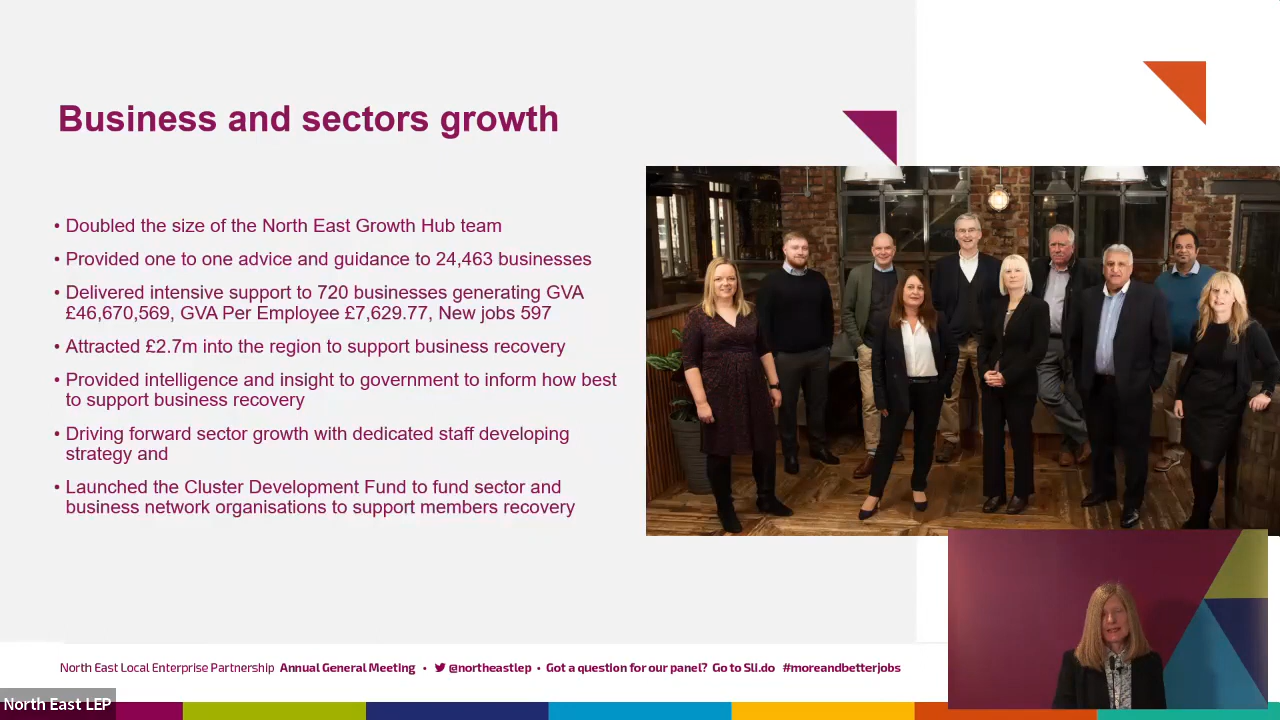 Business and sectors growth
• Doubled the size of the North East Growth Hub team
• Provided one to one advice and guidance to 24,463 businesses
• Delivered intensive support to 720 businesses generating GVA
£46,670,569, GVA Per Employee £7,629.77, New jobs 597
• Attracted £2.7m into the region to support business recovery
• Provided intelligence and insight to government to inform how best
to support business recovery
• Driving forward sector growth with dedicated staff developing
strategy and
• Launched the Cluster Development Fund to fund sector and
business network organisations to support members recovery
North East Local Enterprise Partnership Annual General Meeting • @northeastlep • Got a question for our panel? Go to Sli.do #moreandbetterjobs
North East LEP